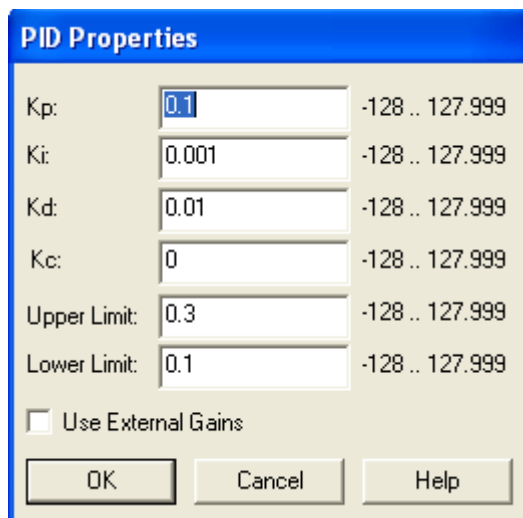 PID Properties
Kp: 0.1 -128 .. 127.999
Ki: 0.001 -128 .. 127.999
Kd: 0.01 -128 .. 127.999
Kc: 0 -128 .. 127.999
Upper Limit: 0.3 -128 .. 127.999
Lower Limit: 0.1 -128 .. 127.999
Use External Gains
OK Cancel Help